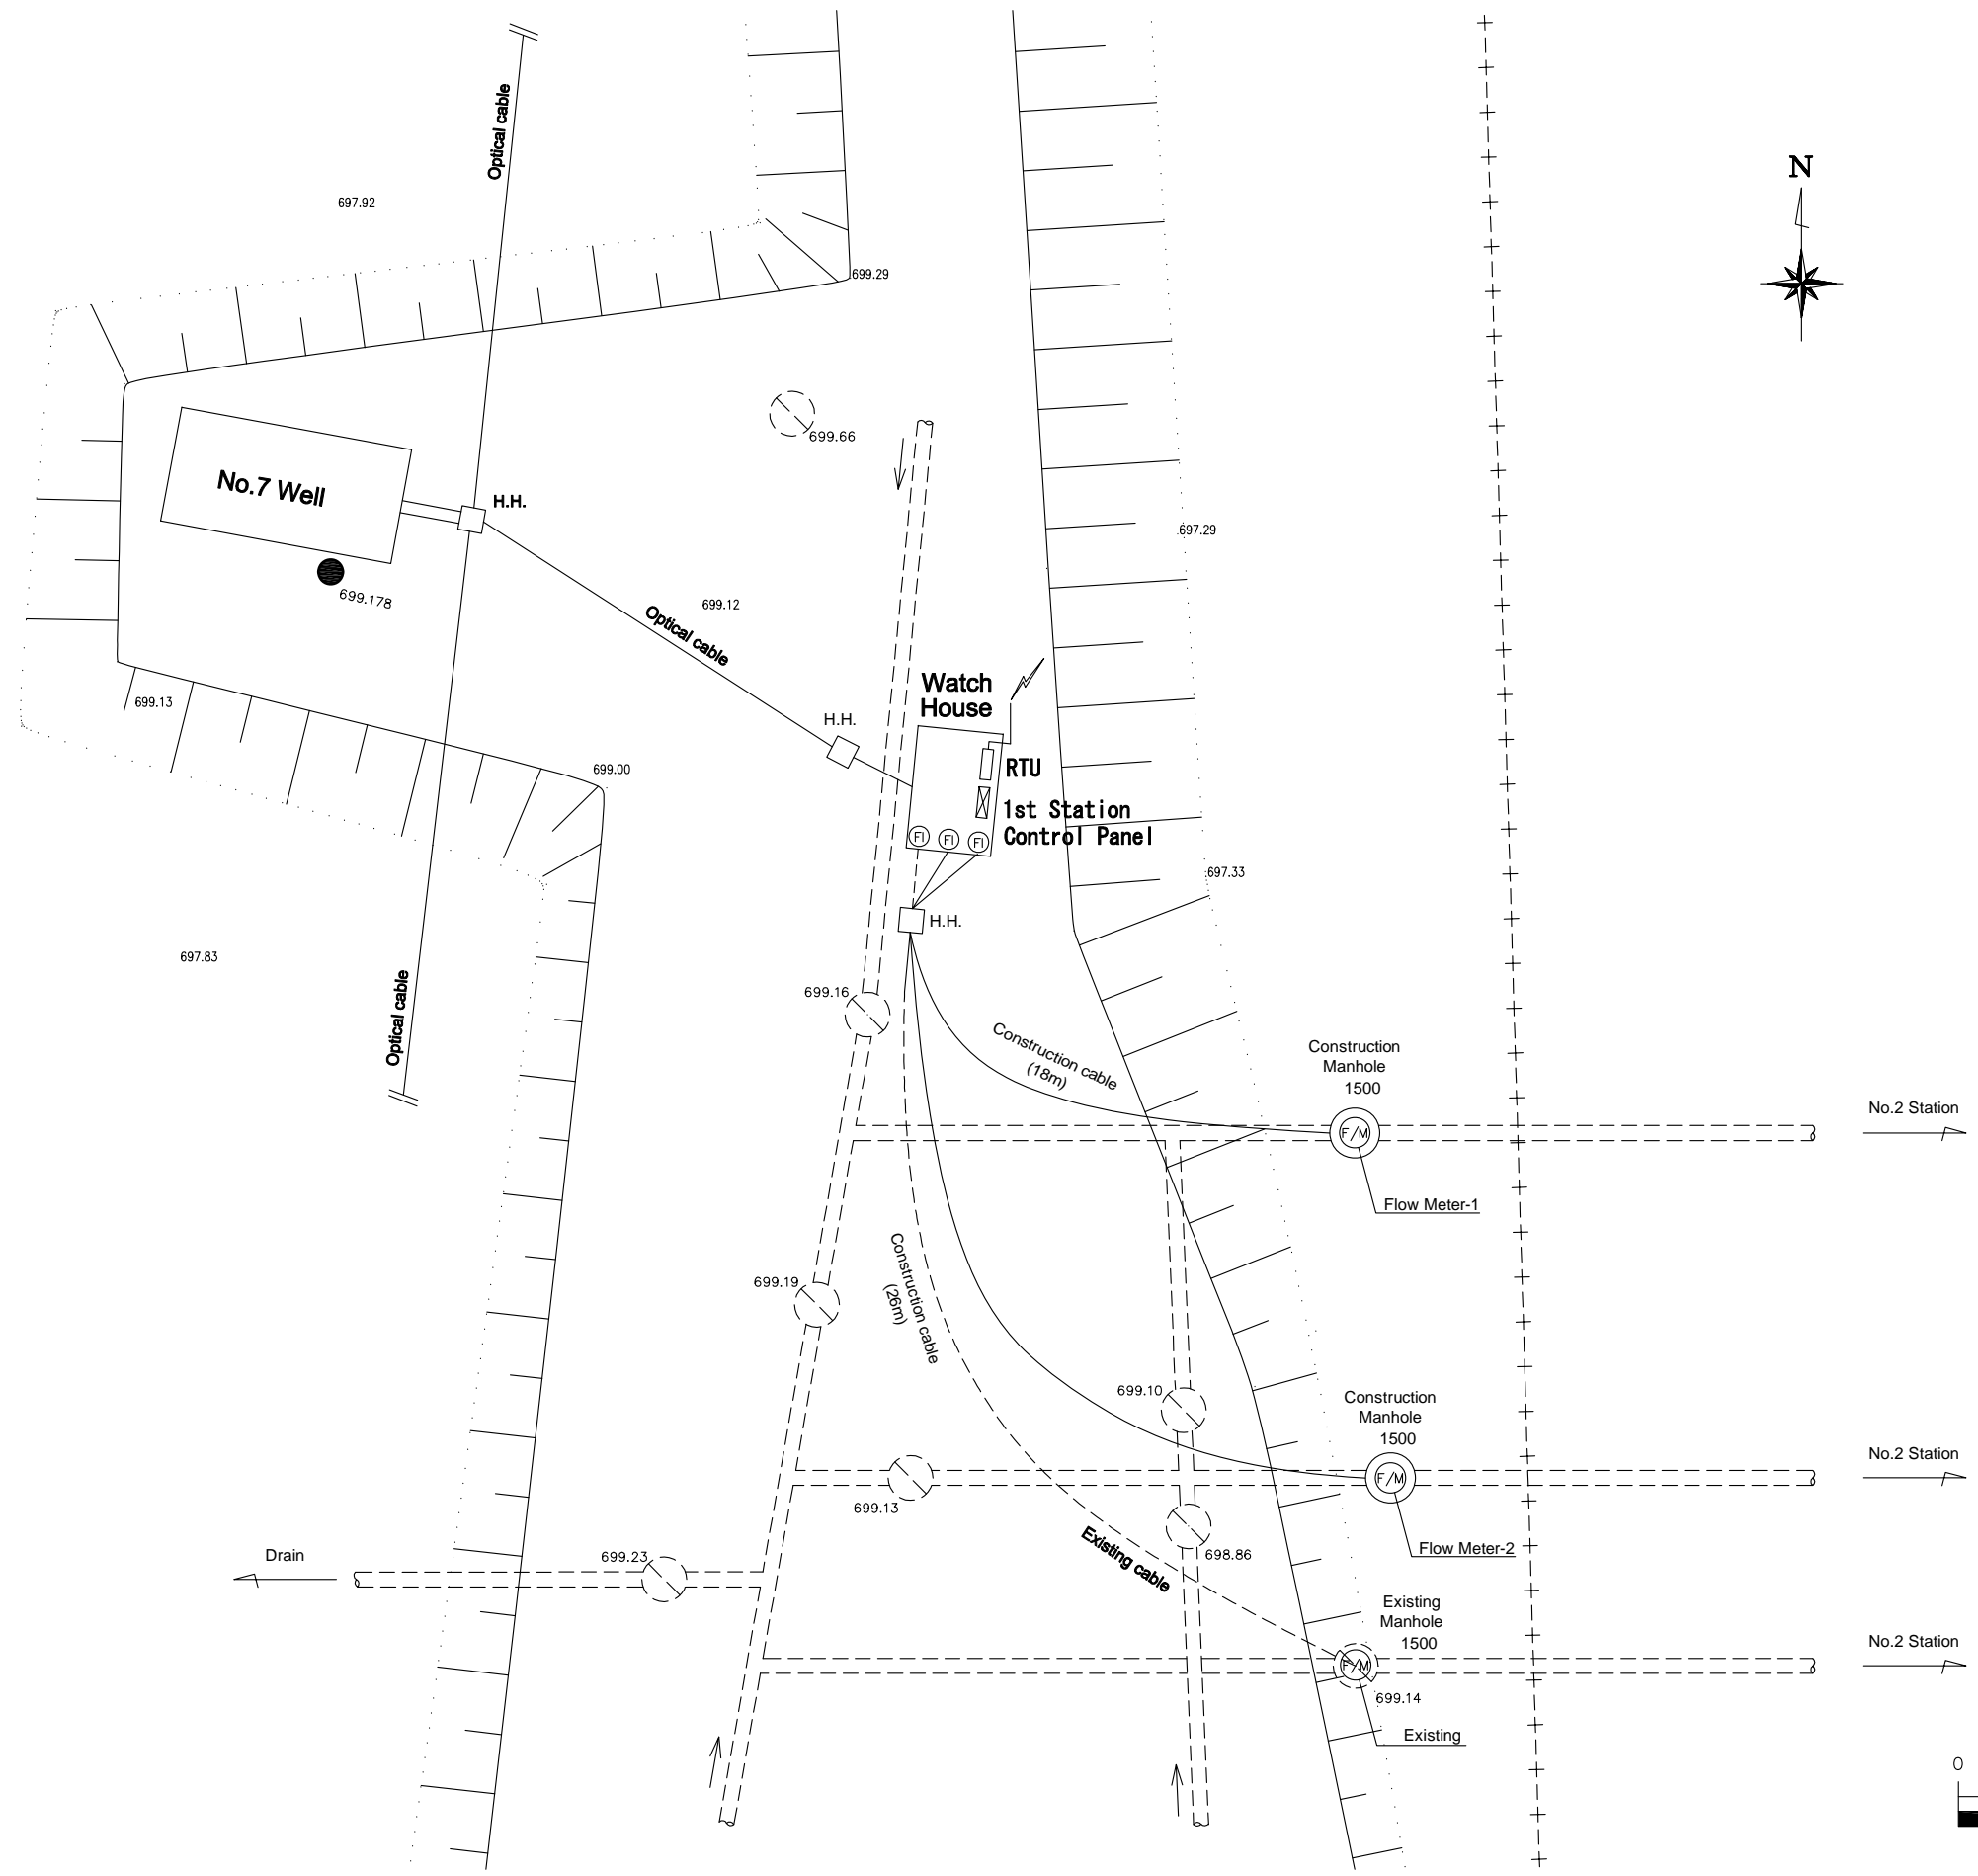 Optical cable
N
697.92
699.29
699.66
No.7 Well
H.H.
697.29
699.178
699.12
Optical cable
Watch
House
699.13
H.H.
699.00
RTU
1st Station
Control Panel
FI
FI
FI
697.33
H.H.
697.83
Optical cable
699.16
Construction cable
(18m)
Construction
Manhole
1500
No.2 Station
F/M
Flow Meter-1
Construction cable
(26m)
699.19
699.10
Construction
Manhole
1500
No.2 Station
F/M
699.13
Flow Meter-2
Existing cable
698.86
Drain
699.23
Existing
Manhole
1500
No.2 Station
F/M
699.14
Existing
0